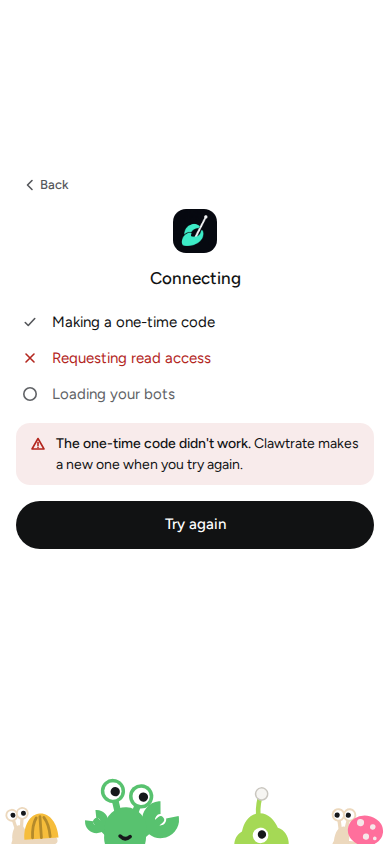 Back
Connecting
Making a one-time code
Requesting read access
Loading your bots
The one-time code didn't work. Clawtrate makes
a new one when you try again.
Try again